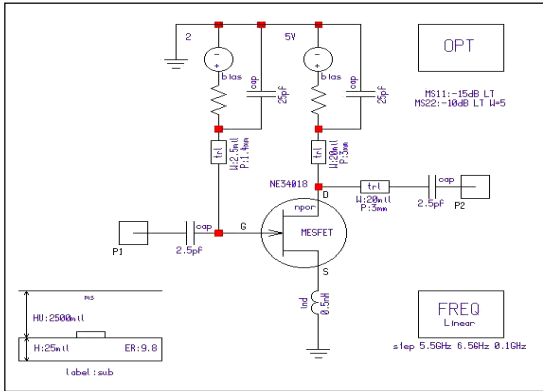 2
5V
bias
cap
25pf
bias
cap
25pf
OPT
MS11:-15dB LT
MS22:-10dB LT W=5
trl
W:2.5mil
P:1.4mm
trl
W:20mil
P:3mm
NE34018
D
trl
W:20mil
P:3mm
cap
2.5pf
P2
npor
MESFET
G
S
P1
cap
2.5pf
ind
0.5nH
ms
HU:2500mil
H:25mil
ER:9.8
label:sub
FREQ
Linear
step 5.5GHz 6.5GHz 0.1GHz